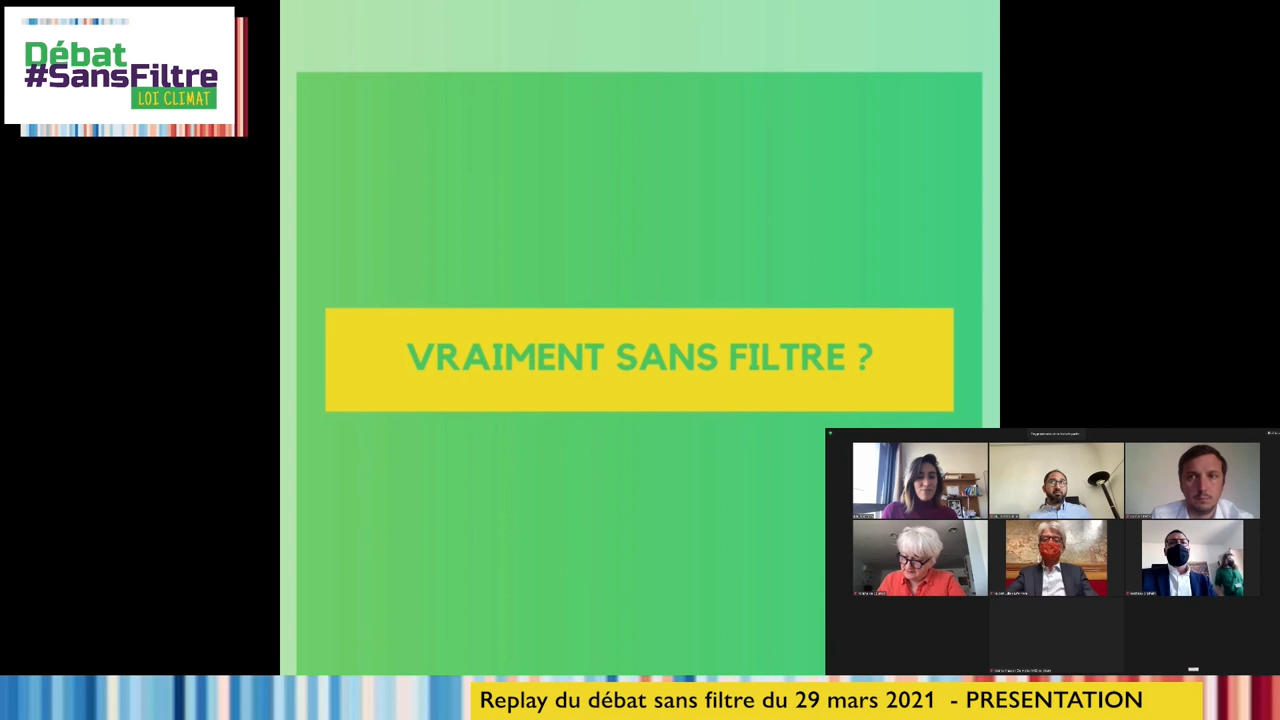 Débat
#SansFiltre
LOI CLIMAT
VRAIMENT SANS FILTRE ?
Replay du débat sans filtre du 29 mars 2021 - PRESENTATION